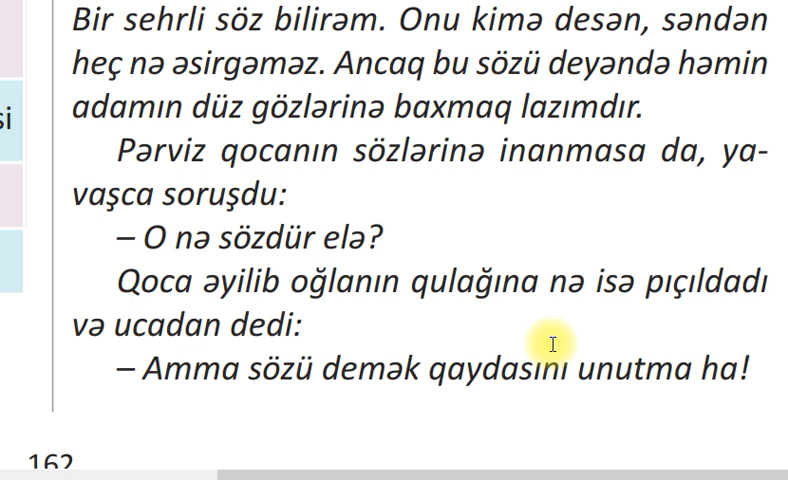 Bir sehrli söz bilirəm. Onu kimə desən, səndən
heç nə əsirgəməz. Ancaq bu sözü deyəndə həmin
adamın düz gözlərinə baxmaq lazımdır.
si
Pərviz qocanın sözlərinə inanmasa da, ya-
vaşca soruşdu:
– O nə sözdür elə?
Qoca əyilib oğlanın qulağına nə isə pıçıldadı
və ucadan dedi:
– Amma sözü demək qaydasını unutma ha!
162